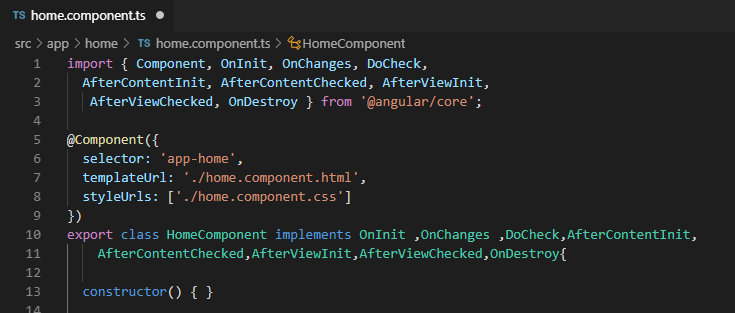 TS home.component.ts
src > app > home > TS home.component.ts > HomeComponent
1 import { Component, OnInit, OnChanges, DoCheck,
2 AfterContentInit, AfterContentChecked, AfterViewInit,
3 AfterViewChecked, OnDestroy } from '@angular/core';
4
5 @Component({
6 selector: 'app-home',
7 templateUrl: './home.component.html',
8 styleUrls: ['./home.component.css']
9 })
10 export class HomeComponent implements OnInit ,OnChanges ,DoCheck,AfterContentInit,
11 AfterContentChecked,AfterViewInit,AfterViewChecked,OnDestroy{
12
13 constructor() { }
14